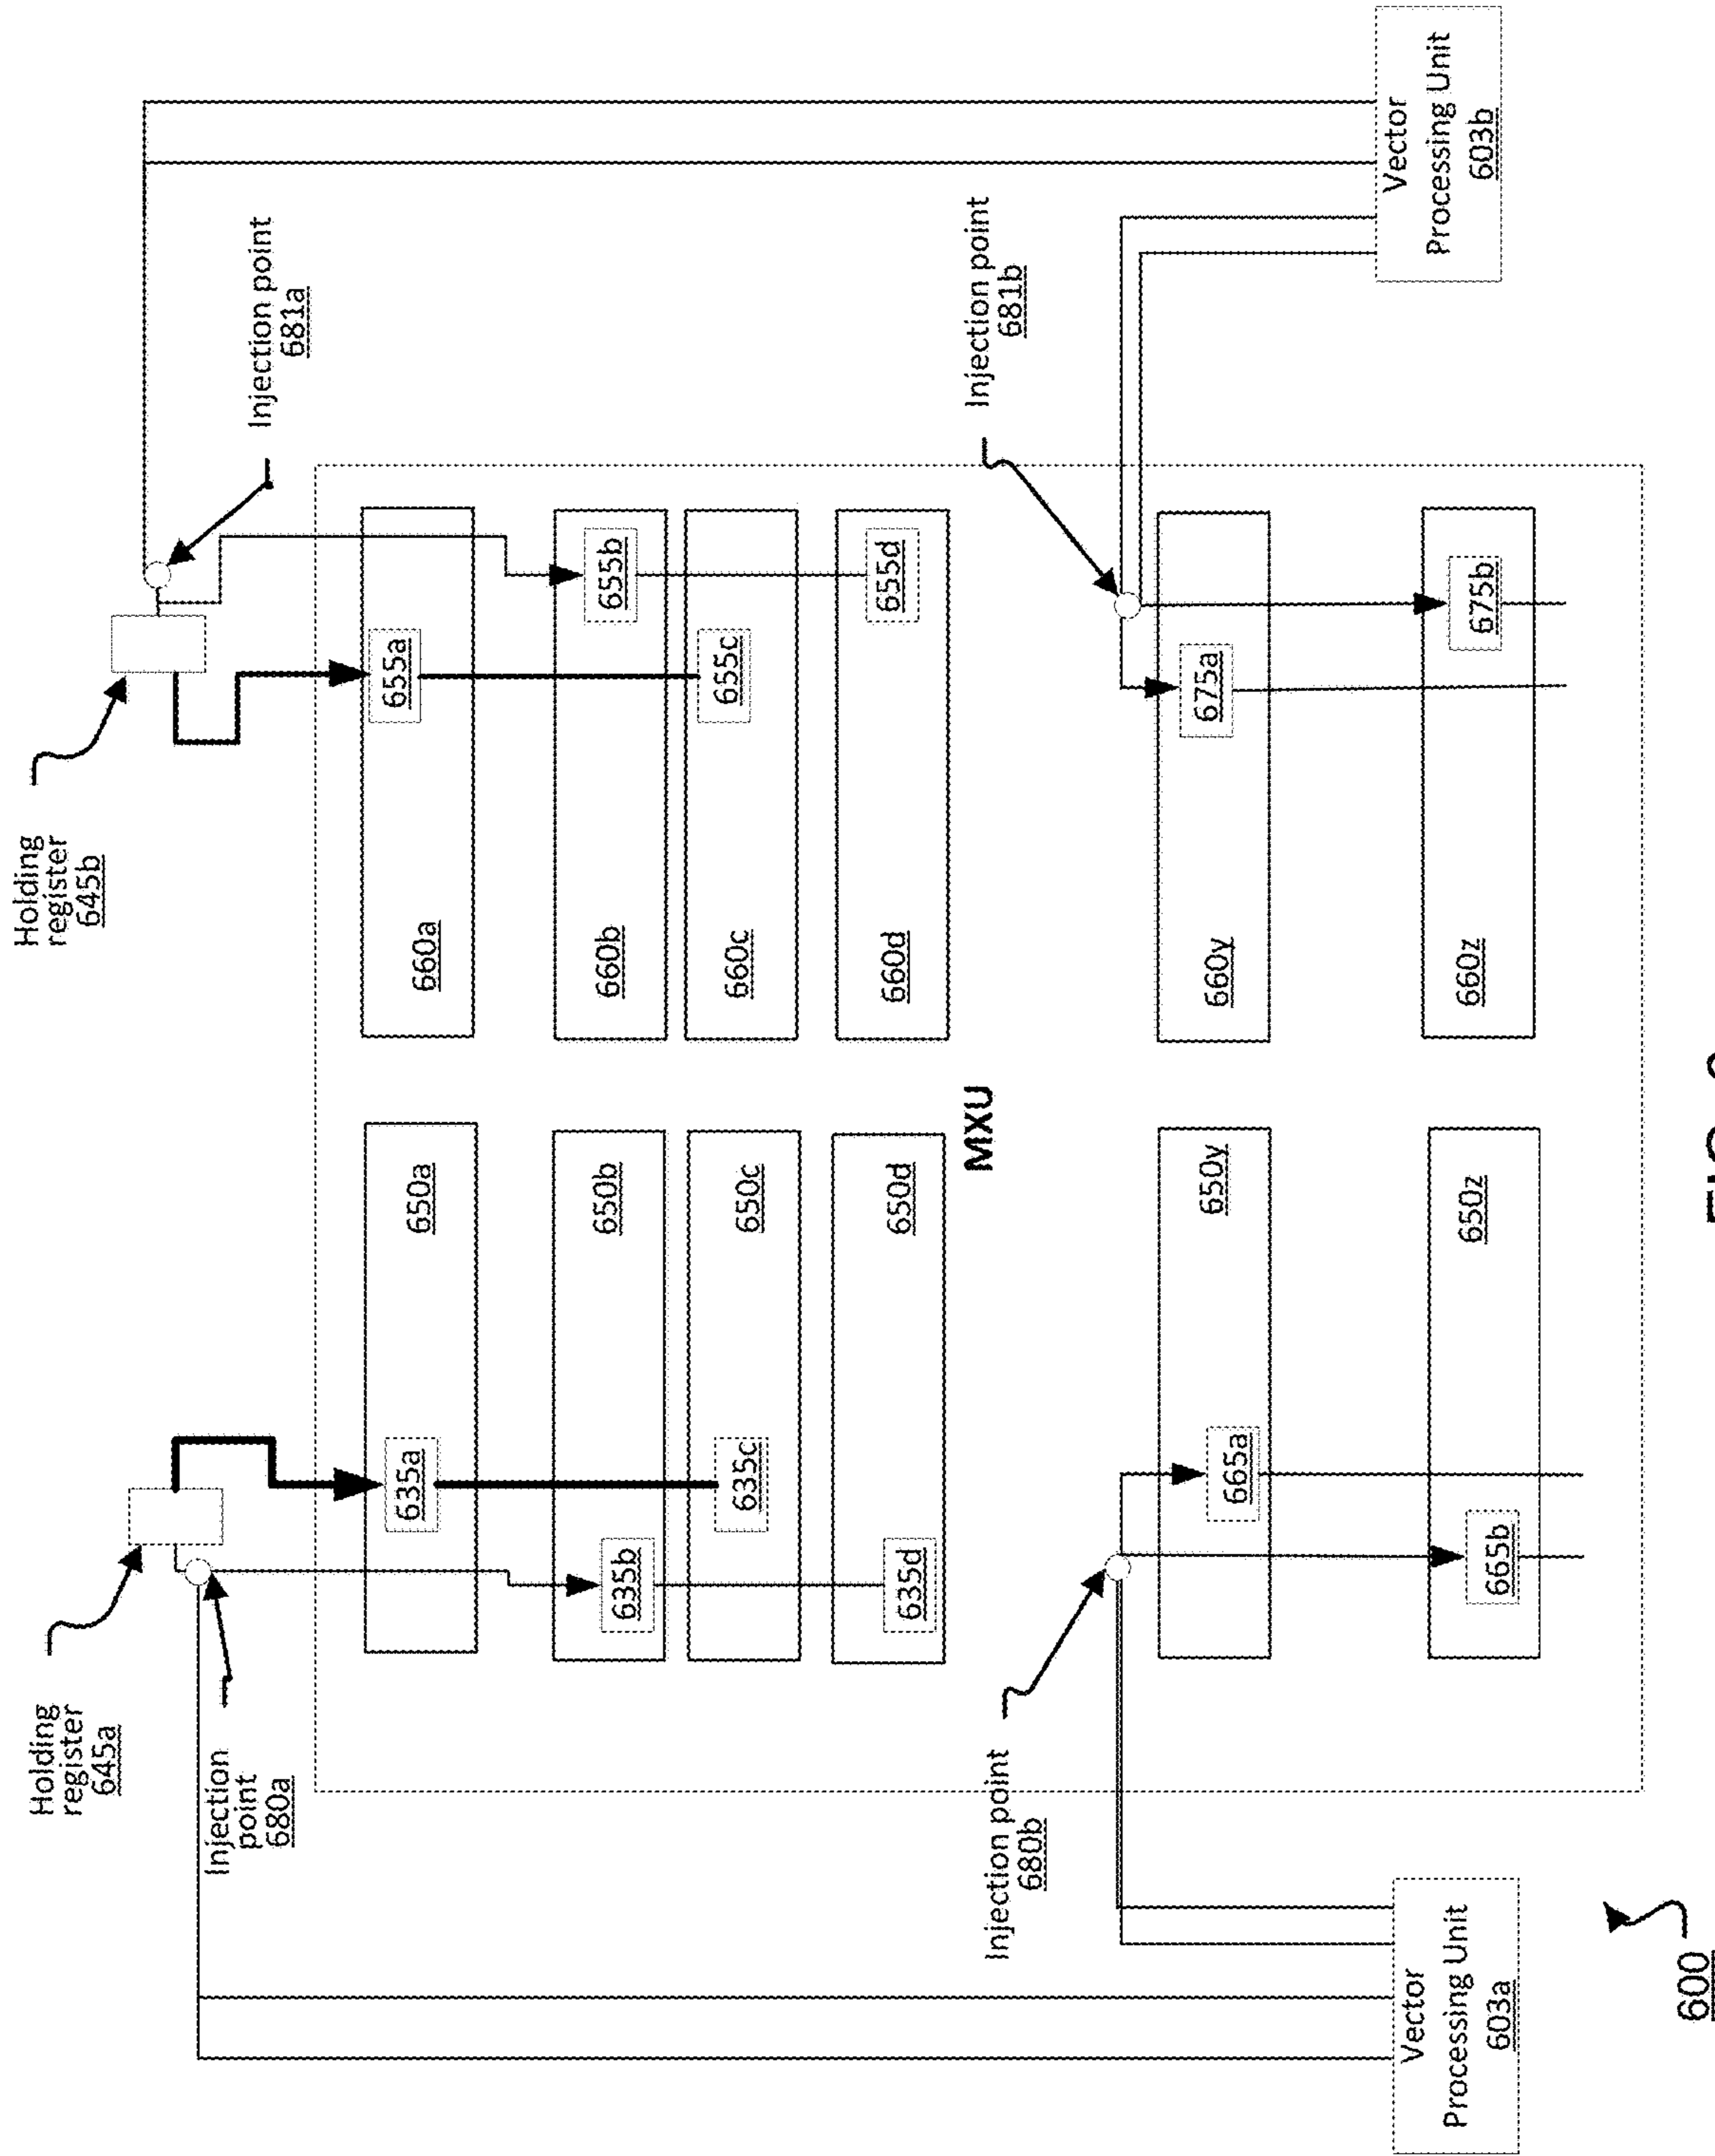 Holding
register
645a
Holding
register
645b
Injection
point
680a
Injection point
681a
635a
650a
660a
655a
635b
650b
660b
655b
635c
650c
660c
655c
635d
650d
660d
655d
MXU
Injection point
680b
Injection point
681b
665a
650y
660y
675a
665b
650z
660z
675b
Vector
Processing Unit
603a
Vector
Processing Unit
603b
600